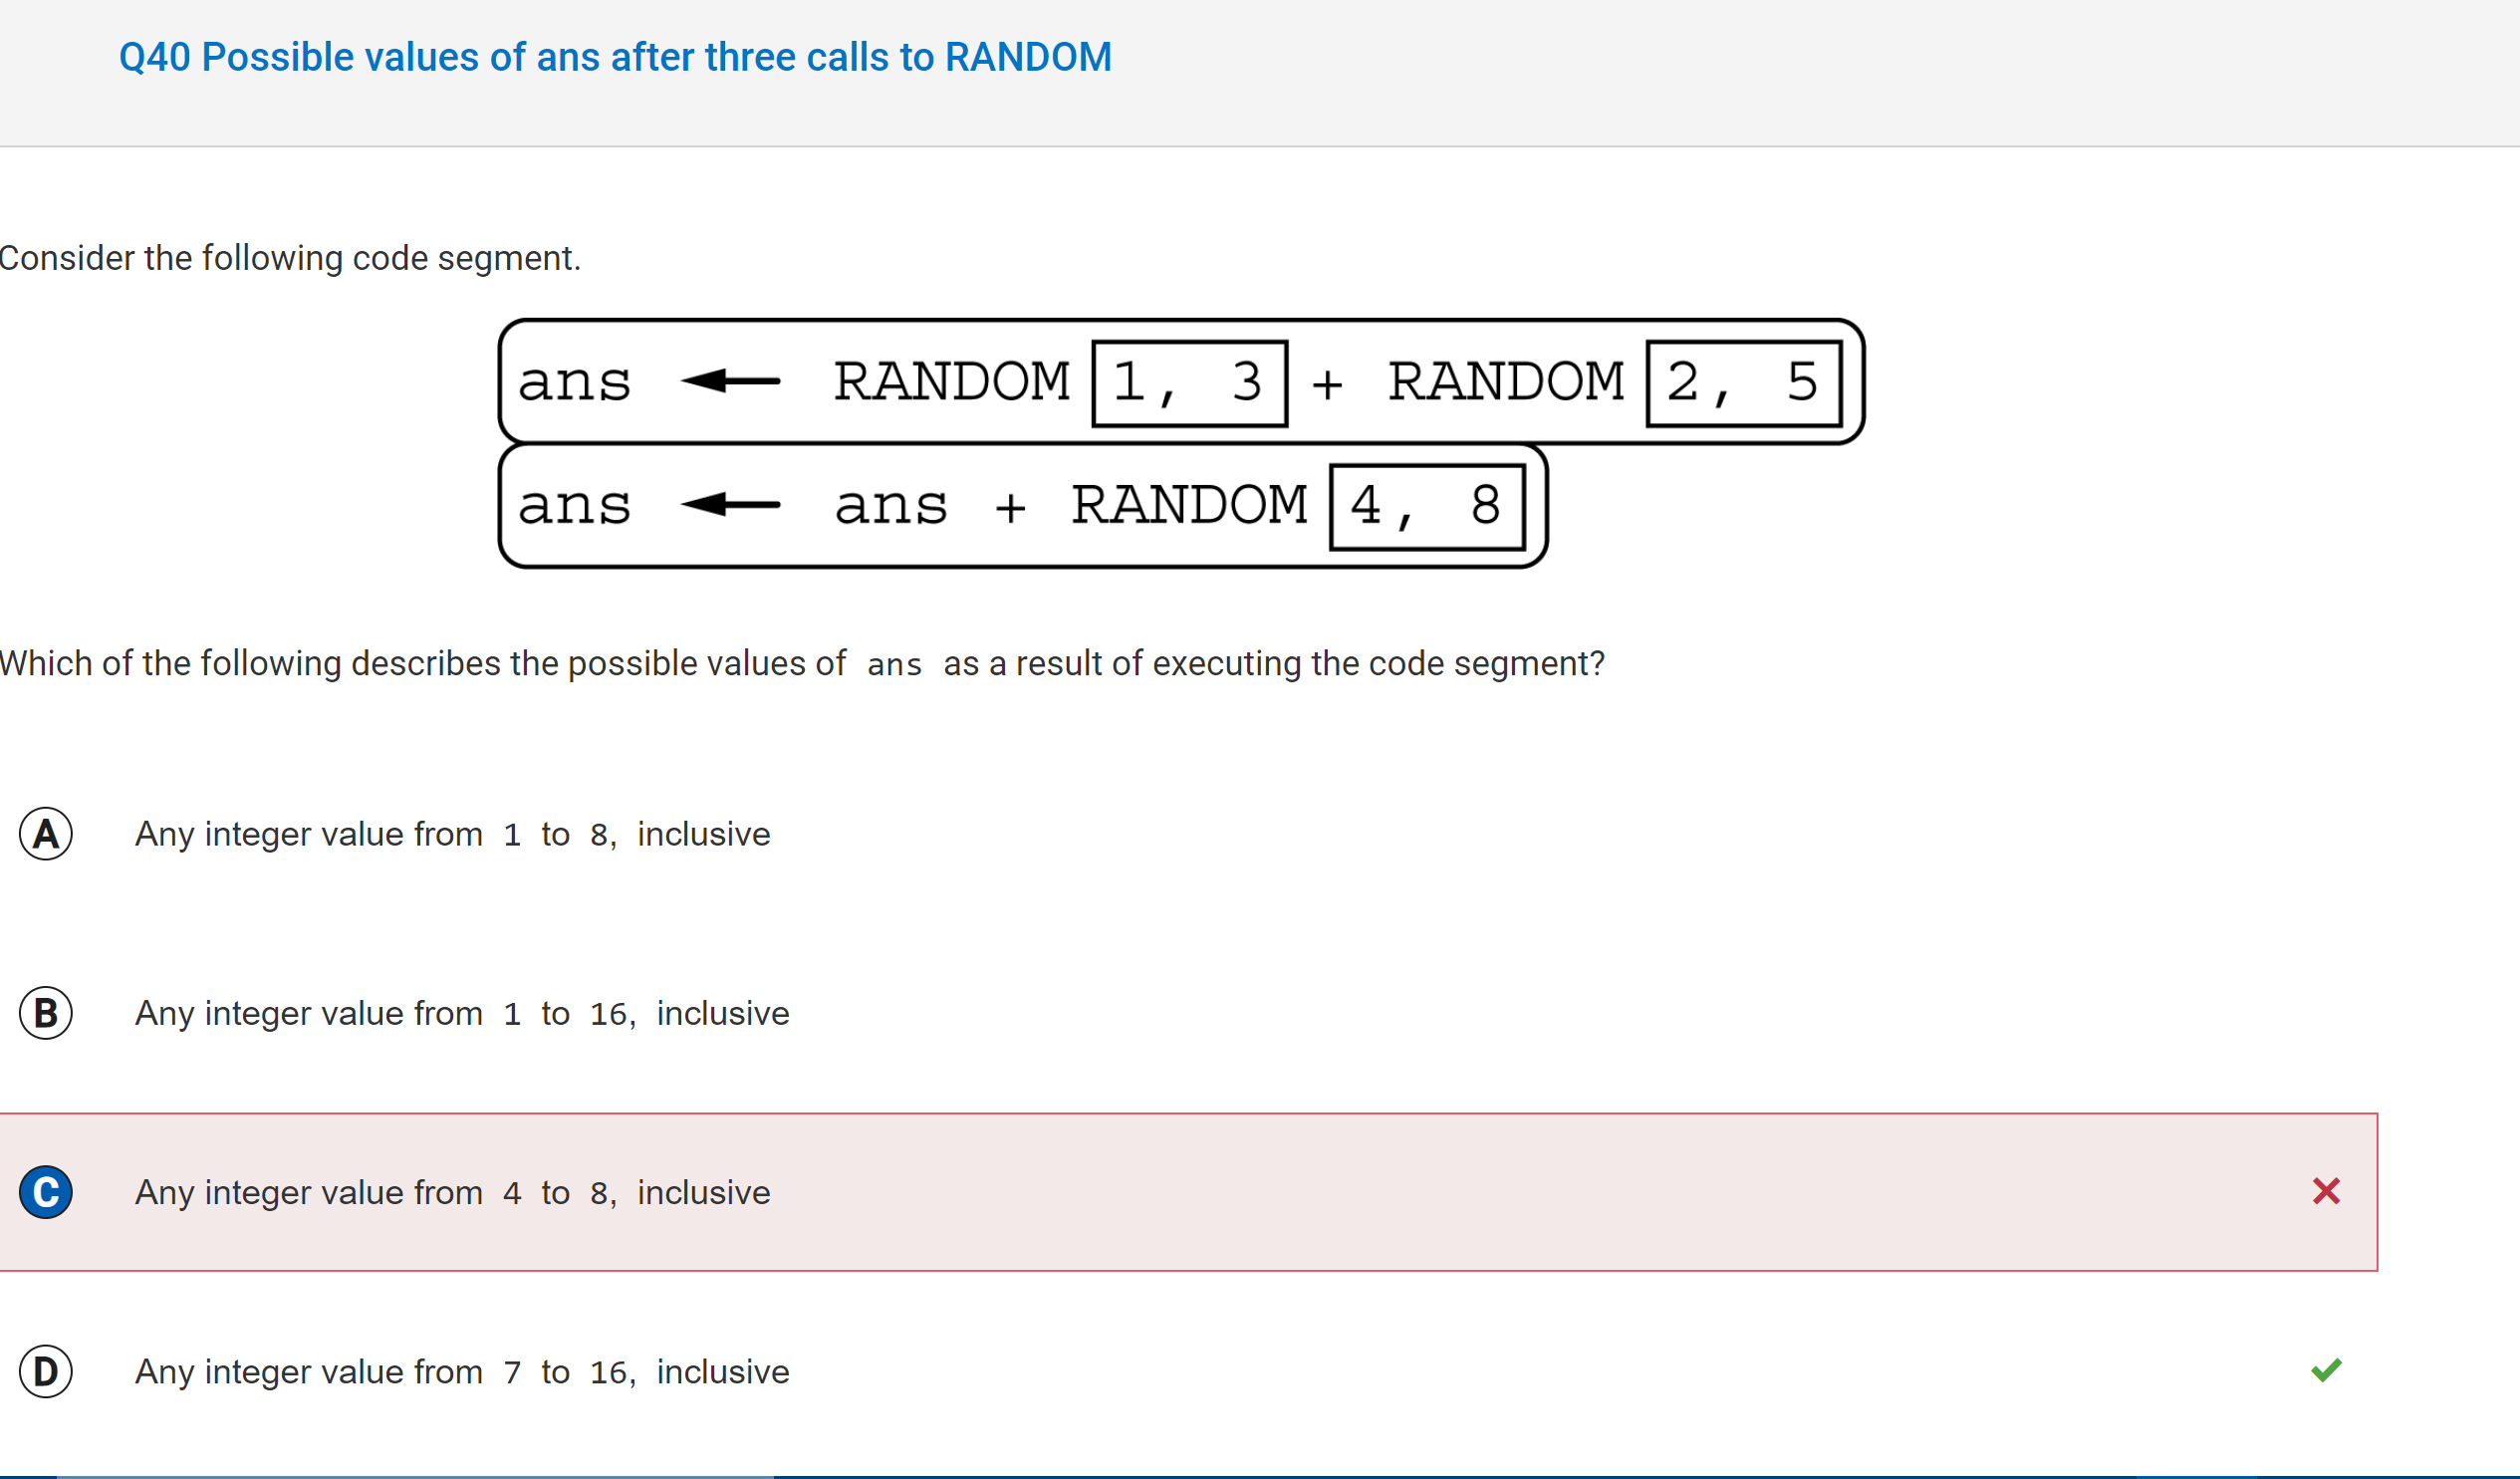 Q40 Possible values of ans after three calls to RANDOM
Consider the following code segment.
ans ← RANDOM 1, 3 + RANDOM 2, 5
ans ← ans + RANDOM 4, 8
Which of the following describes the possible values of ans as a result of executing the code segment?
A Any integer value from 1 to 8, inclusive
B Any integer value from 1 to 16, inclusive
C Any integer value from 4 to 8, inclusive
D Any integer value from 7 to 16, inclusive